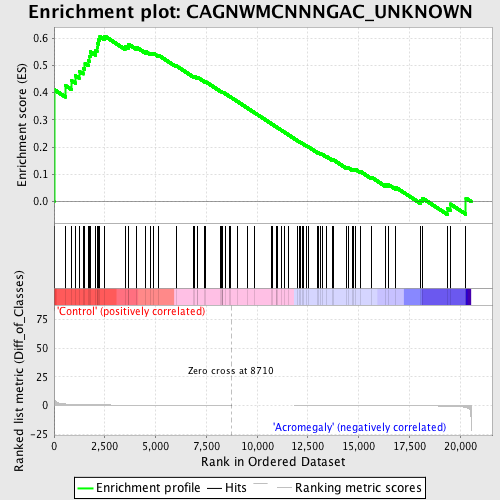 Enrichment plot: CAGNWMCNNNGAC_UNKNOWN
Enrichment score (ES)
0.6
0.5
0.4
0.3
0.2
0.1
0.0
'Control' (positively correlated)
Ranked list metric (Diff_of_Classes)
75
50
25
0
−25
Zero cross at 8710
'Acromegaly' (negatively correlated)
0
2,500
5,000
7,500
10,000
12,500
15,000
17,500
20,000
Rank in Ordered Dataset
Enrichment profile
Hits
Ranking metric scores